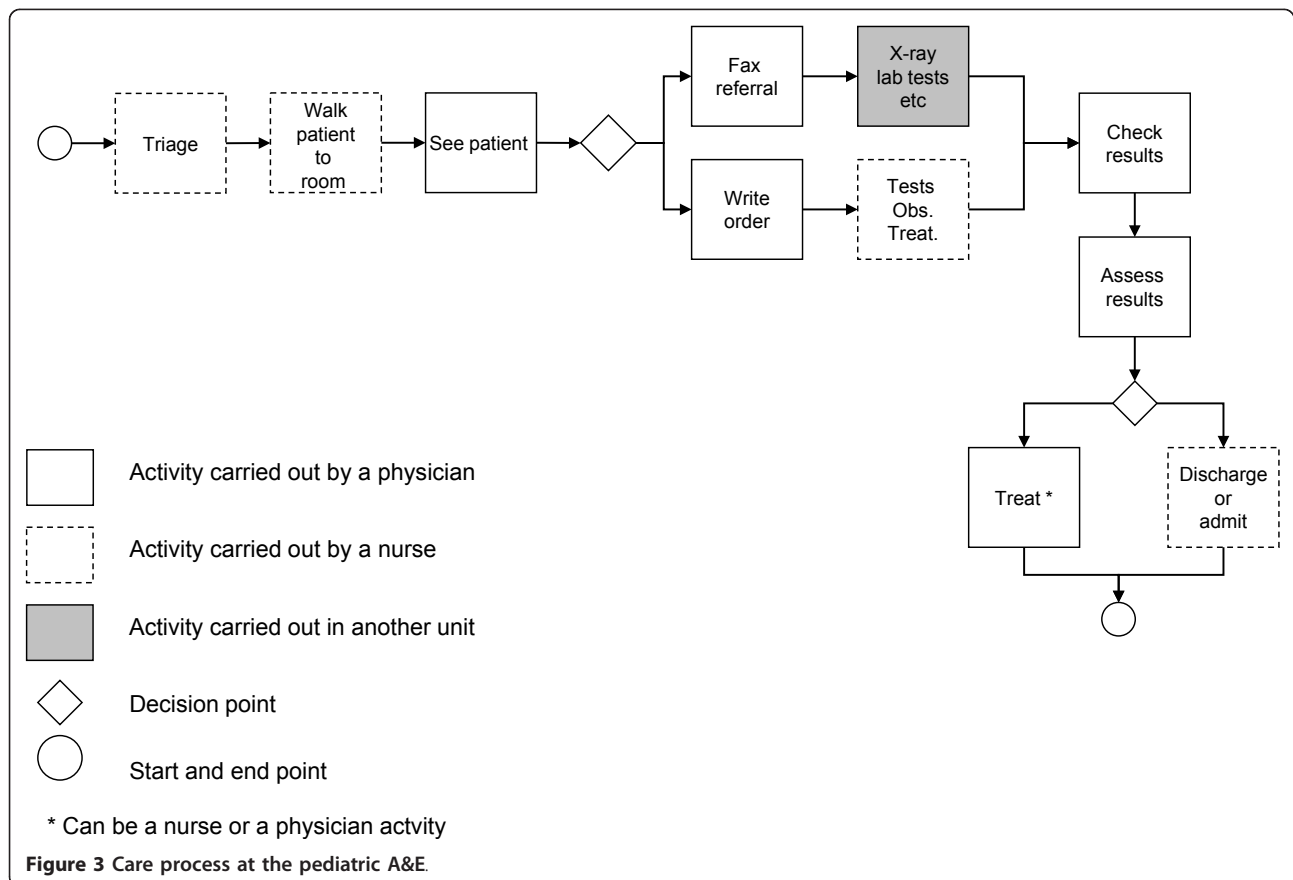 Fax
referral
X-ray
lab tests
etc
Triage
Walk
patient
to
room
See patient
Check
results
Write
order
Tests
Obs.
Treat.
Assess
results
Treat *
Discharge
or
admit
Activity carried out by a physician
Activity carried out by a nurse
Activity carried out in another unit
Decision point
Start and end point
* Can be a nurse or a physician actvity
Figure 3 Care process at the pediatric A&E.